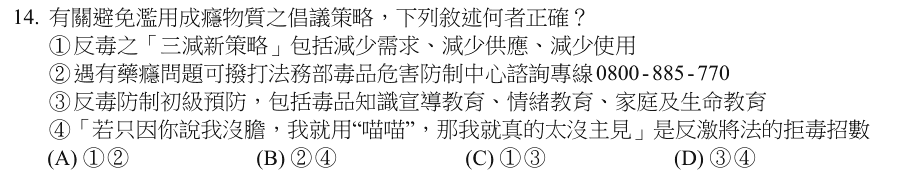 14. 有關避免濫用成癮物質之倡議策略，下列敘述何者正確？
①反毒之「三減新策略」包括減少需求、減少供應、減少使用
②遇有藥癮問題可撥打法務部毒品危害防制中心諮詢專線0800-885-770
③反毒防制初級預防，包括毒品知識宣導教育、情緒教育、家庭及生命教育
④「若只因你說我沒膽，我就用“喵喵”，那我就真的太沒主見」是反激將法的拒毒招數
(A) ①② (B) ②④ (C) ①③ (D) ③④